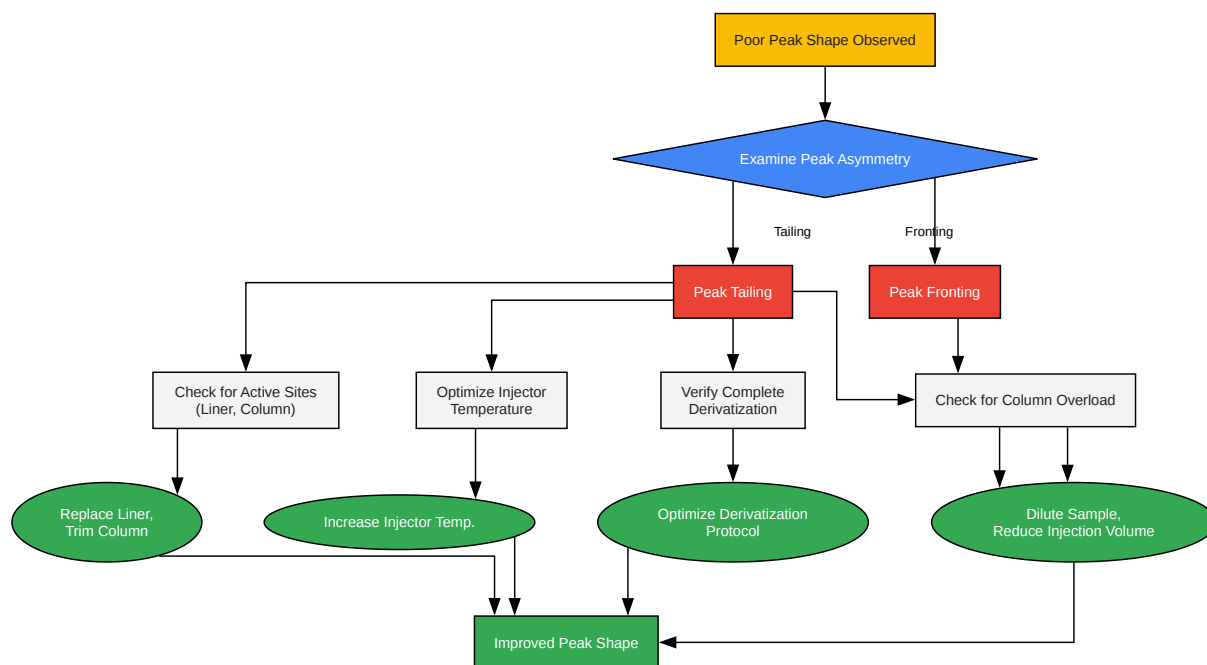 Poor Peak Shape Observed
Examine Peak Asymmetry
Tailing
Fronting
Peak Tailing
Peak Fronting
Check for Active Sites
(Liner, Column)
Optimize Injector
Temperature
Verify Complete
Derivatization
Check for Column Overload
Replace Liner,
Trim Column
Increase Injector Temp.
Optimize Derivatization
Protocol
Dilute Sample,
Reduce Injection Volume
Improved Peak Shape